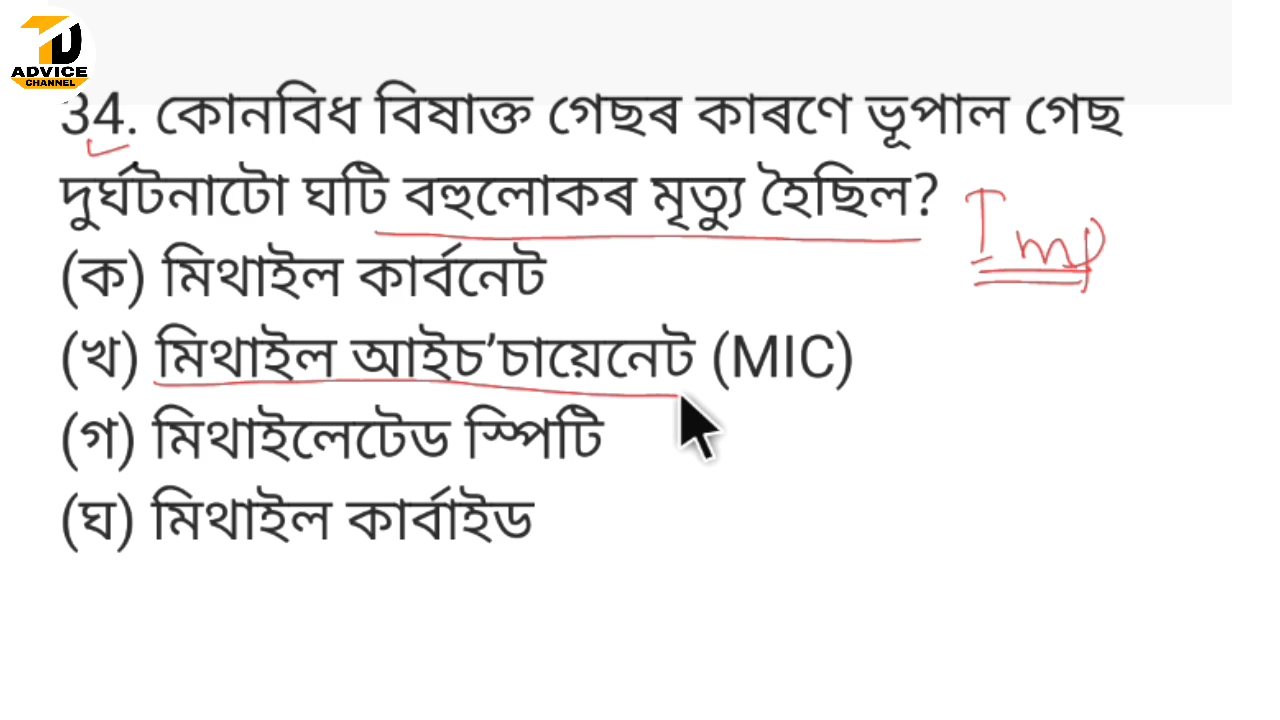 TD
ADVICE
CHANNEL
34. কোনবিধ বিষাক্ত গেছৰ কাৰণে ভূপাল গেছ
দুৰ্ঘটনাটো ঘটি বহুলোকৰ মৃত্যু হৈছিল?
Imp
(ক) মিথাইল কাৰ্বনেট
(খ) মিথাইল আইচ’চায়েনেট (MIC)
(গ) মিথাইলেটেড স্পিটি
(ঘ) মিথাইল কাৰ্বাইড